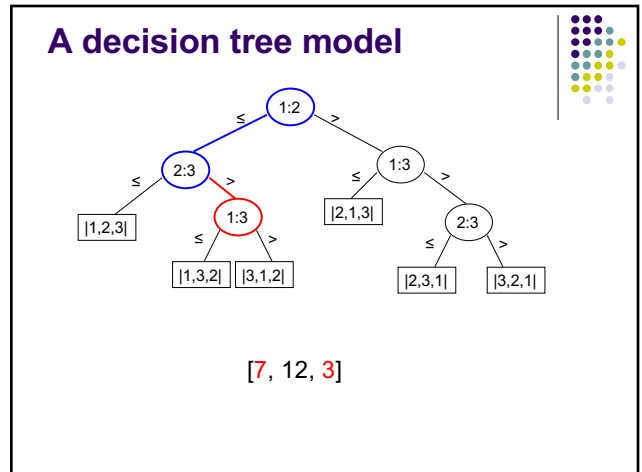 A decision tree model
1:2
≤ >
2:3 1:3
≤ > ≤ >
|1,2,3| 1:3 |2,1,3| 2:3
≤ > ≤ >
|1,3,2| |3,1,2| |2,3,1| |3,2,1|
[7, 12, 3]